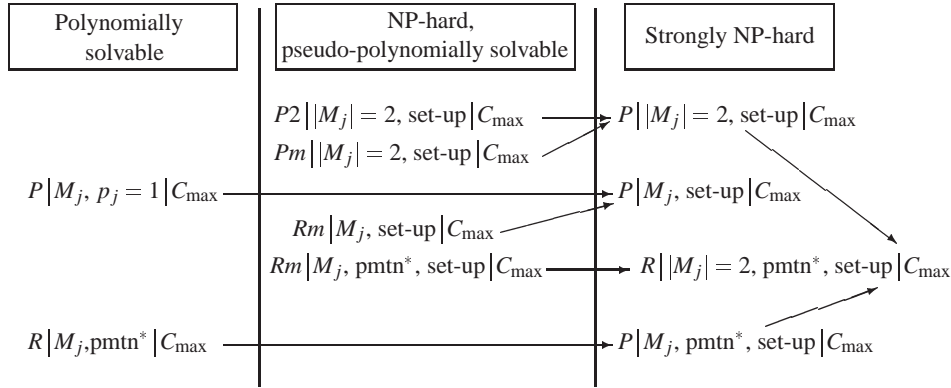 Polynomially
solvable
NP-hard,
pseudo-polynomially solvable
Strongly NP-hard
P2||M_j| = 2, set-up|C_max
P||M_j| = 2, set-up|C_max
Pm||M_j| = 2, set-up|C_max
P|M_j, p_j = 1|C_max
P|M_j, set-up|C_max
Rm|M_j, set-up|C_max
Rm|M_j, pmtn*, set-up|C_max
R||M_j| = 2, pmtn*, set-up|C_max
R|M_j,pmtn*|C_max
P|M_j, pmtn*, set-up|C_max